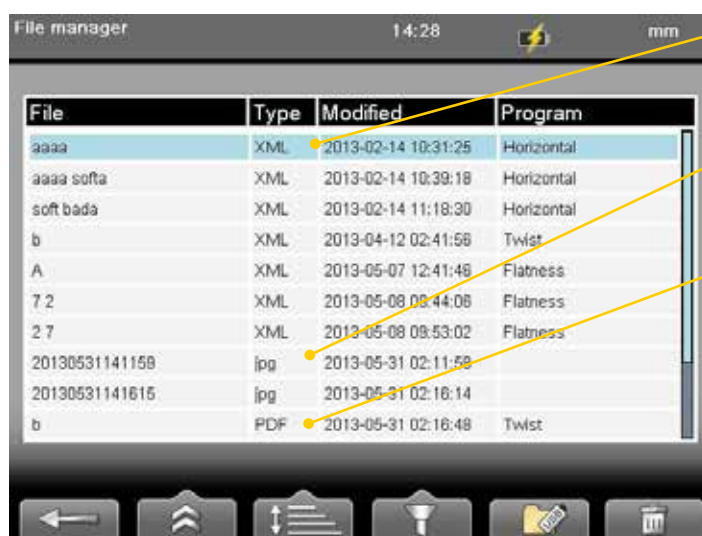 File manager 14:28 mm
File Type Modified Program
aaaa XML 2013-02-14 10:31:25 Horizontal
aaaa softa XML 2013-02-14 10:39:18 Horizontal
soft bada XML 2013-02-14 11:18:30 Horizontal
b XML 2013-04-12 02:41:56 Twist
A XML 2013-05-07 12:41:46 Flatness
7 2 XML 2013-05-08 09:44:06 Flatness
2 7 XML 2013-05-08 09:53:02 Flatness
20130531141159 jpg 2013-05-31 02:11:58
20130531141615 jpg 2013-05-31 02:16:14
b PDF 2013-05-31 02:16:48 Twist